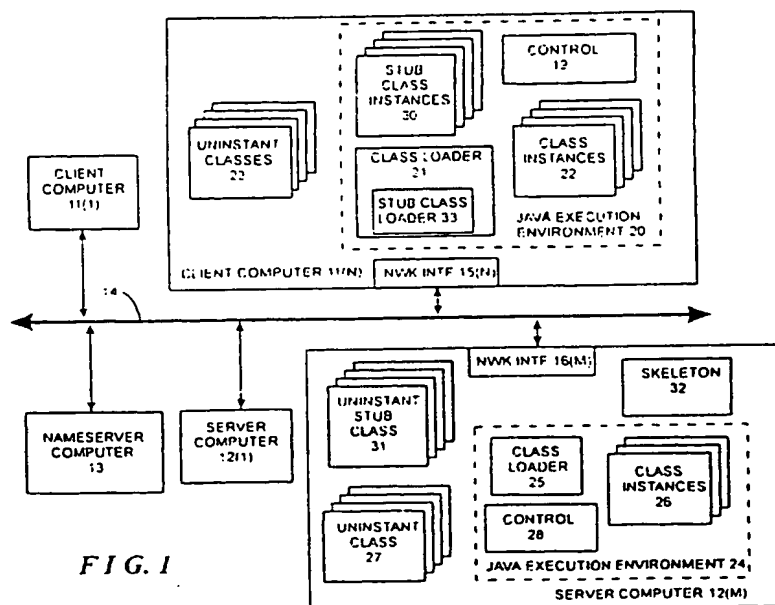 STUB
CLASS
INSTANCES
30
CONTROL
19
UNINSTANT
CLASSES
23
CLASS LOADER
21
STUB CLASS
LOADER 33
CLASS
INSTANCES
22
JAVA EXECUTION
ENVIRONMENT 20
CLIENT COMPUTER 11(N)
NWK INTF 15(N)
CLIENT
COMPUTER
11(1)
14
NAMESERVER
COMPUTER
13
SERVER
COMPUTER
12(1)
NWK INTF 16(M)
UNINSTANT
STUB
CLASS
31
SKELETON
32
CLASS
LOADER
25
CLASS
INSTANCES
26
UNINSTANT
CLASS
27
CONTROL
28
JAVA EXECUTION ENVIRONMENT 24
SERVER COMPUTER 12(M)
FIG. 1